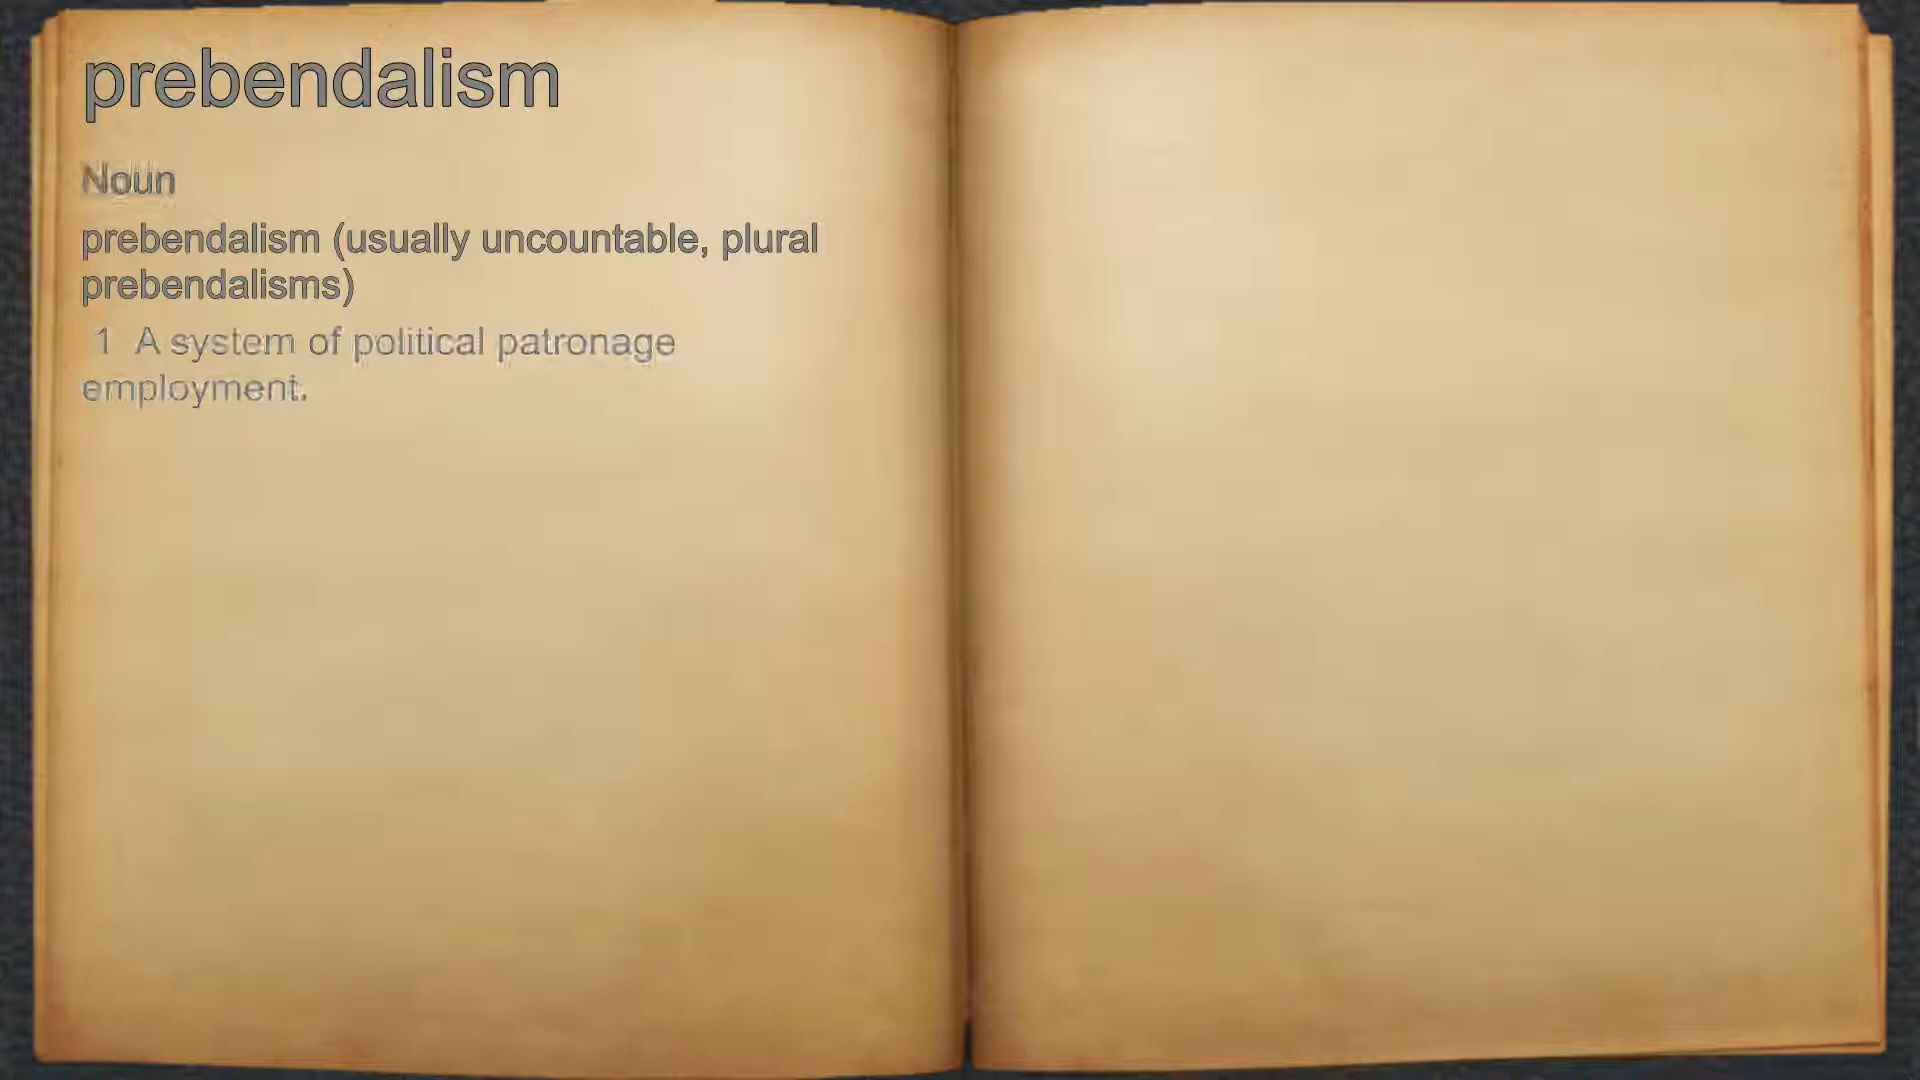 prebendalism
Noun
prebendalism (usually uncountable, plural
prebendalisms)
1 A system of political patronage
employment.